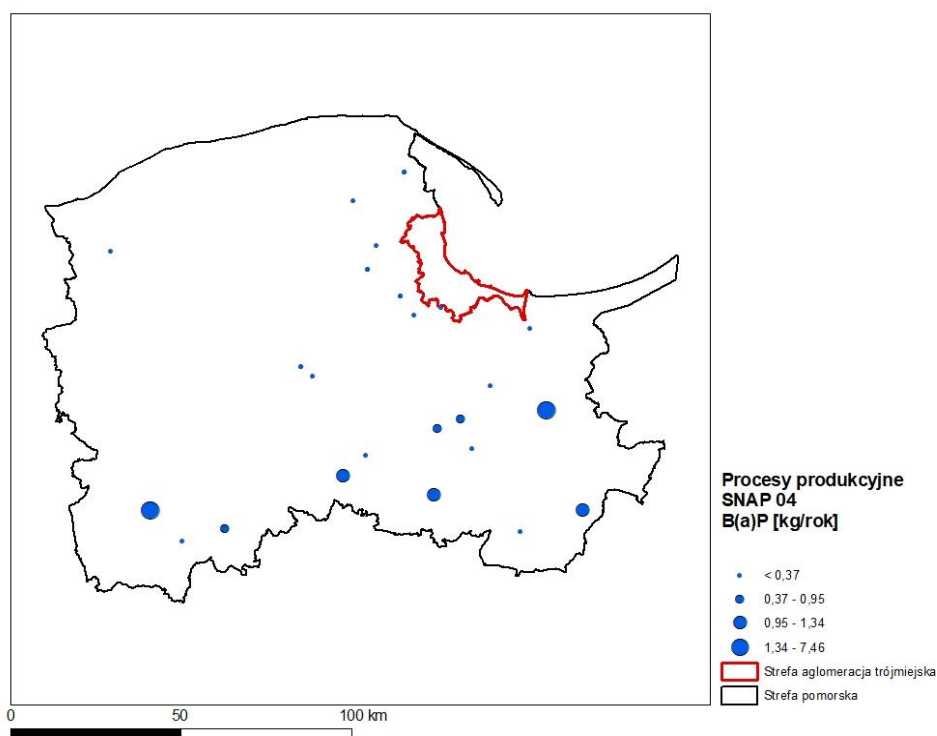 Procesy produkcyjne
SNAP 04
B(a)P [kg/rok]
< 0,37
0,37 - 0,95
0,95 - 1,34
1,34 - 7,46
Strefa aglomeracja trójmiejska
Strefa pomorska
0 50 100 km